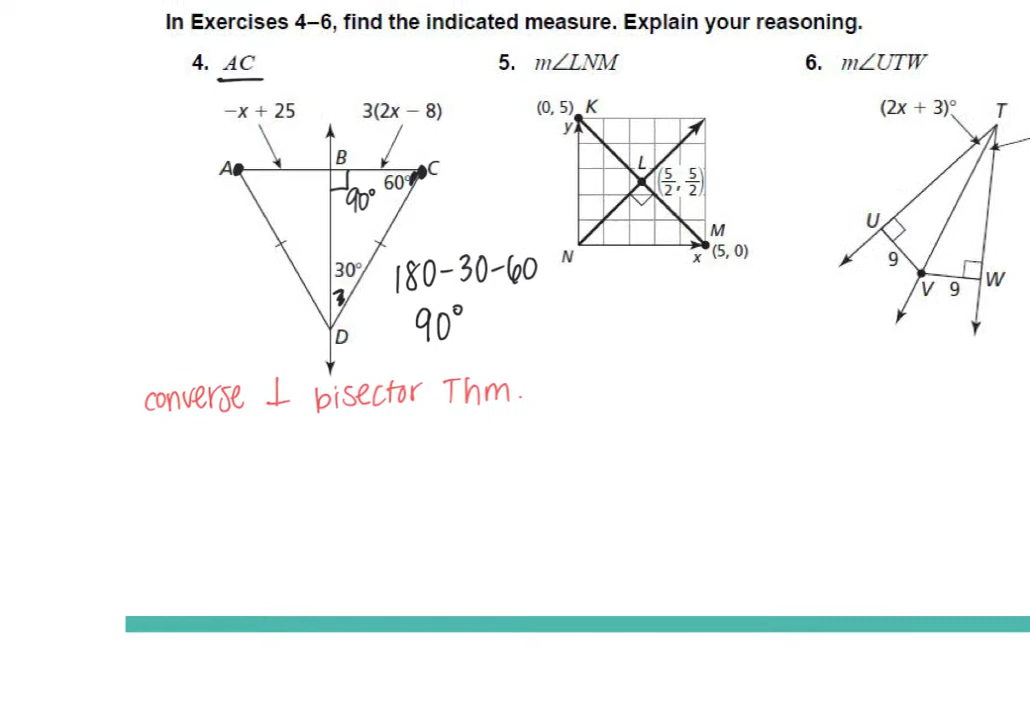 In Exercises 4–6, find the indicated measure. Explain your reasoning.
4. AC
5. m∠LNM
6. m∠UTW
−x + 25
3(2x − 8)
A
B
C
60°
90°
30°
D
180-30-60
90°
(0, 5) K
y
L
(5/2, 5/2)
M
(5, 0)
N
x
(2x + 3)°
T
U
9
V
9
W
converse ⊥ bisector Thm.